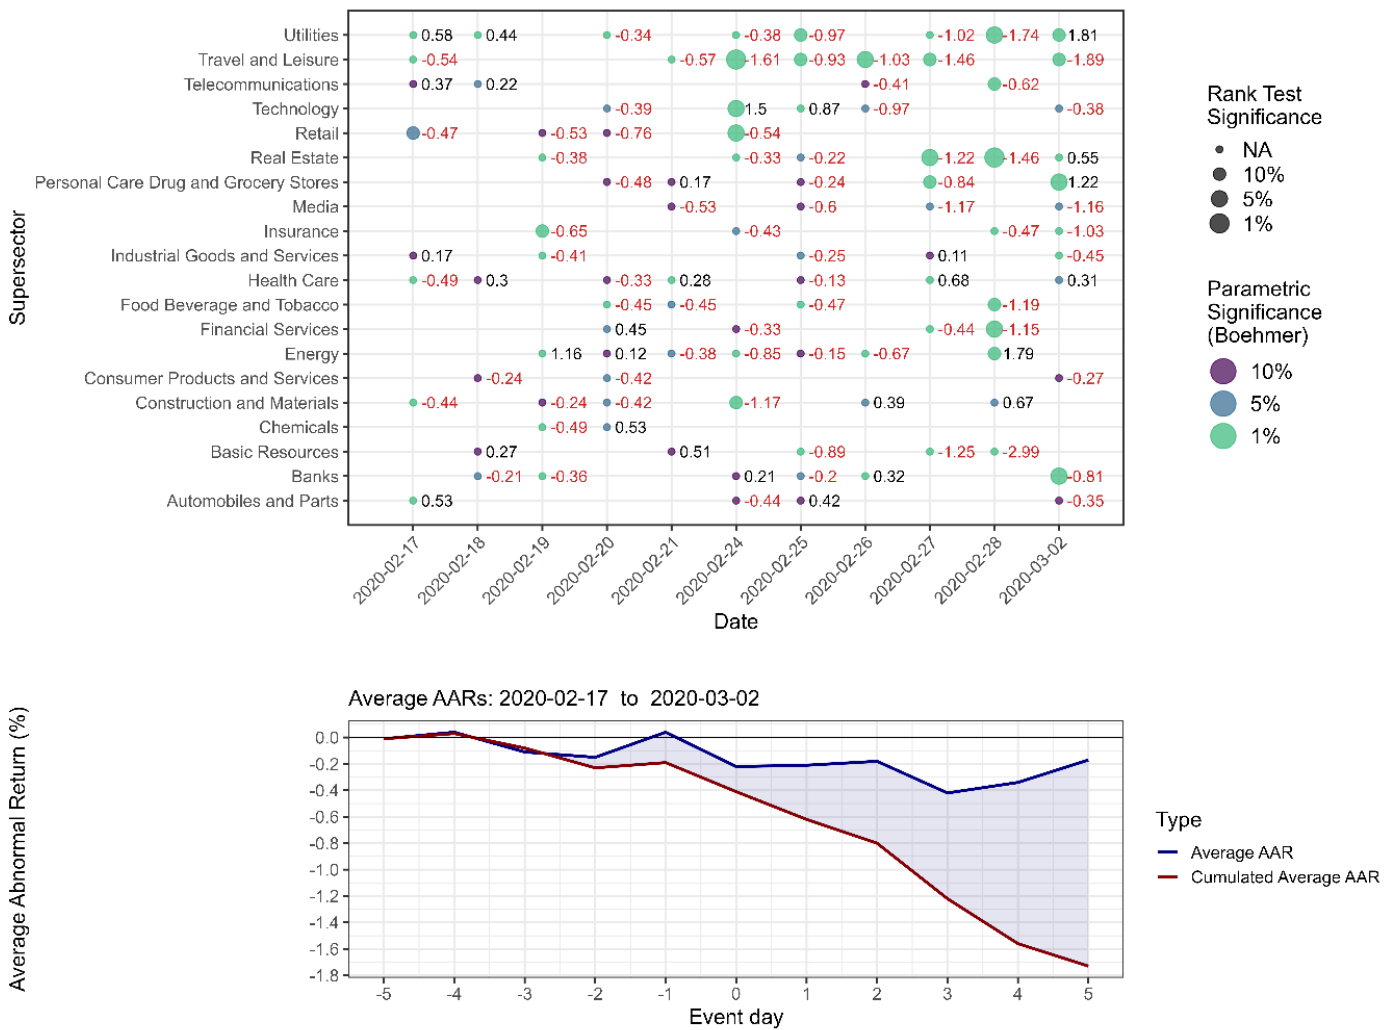 Supersector
Utilities 0.58 0.44 -0.34 -0.38 -0.97 -1.02 -1.74 1.81
Travel and Leisure -0.54 -0.57 -1.61 -0.93 -1.03 -1.46 -1.89
Telecommunications 0.37 0.22 -0.41 -0.62
Technology -0.39 1.5 0.87 -0.97 -0.38
Retail -0.47 -0.53 -0.76 -0.54
Real Estate -0.38 -0.33 -0.22 -1.22 -1.46 0.55
Personal Care Drug and Grocery Stores -0.48 0.17 -0.24 -0.84 1.22
Media -0.53 -0.6 -1.17 -1.16
Insurance -0.65 -0.43 -0.47 -1.03
Industrial Goods and Services 0.17 -0.41 -0.25 0.11 -0.45
Health Care -0.49 0.3 -0.33 0.28 -0.13 0.68 0.31
Food Beverage and Tobacco -0.45 -0.45 -0.47 -1.19
Financial Services 0.45 -0.33 -0.44 -1.15
Energy 1.16 0.12 -0.38 -0.85 -0.15 -0.67 1.79
Consumer Products and Services -0.24 -0.42 -0.27
Construction and Materials -0.44 -0.24 -0.42 -1.17 0.39 0.67
Chemicals -0.49 0.53
Basic Resources 0.27 0.51 -0.89 -1.25 -2.99
Banks -0.21 -0.36 0.21 -0.2 0.32 -0.81
Automobiles and Parts 0.53 -0.44 0.42 -0.35
2020-02-17 2020-02-18 2020-02-19 2020-02-20 2020-02-21 2020-02-24 2020-02-25 2020-02-26 2020-02-27 2020-02-28 2020-03-02
Date
Rank Test
Significance
NA
10%
5%
1%
Parametric
Significance
(Boehmer)
10%
5%
1%
Average AARs: 2020-02-17 to 2020-03-02
Average Abnormal Return (%)
0.0
-0.2
-0.4
-0.6
-0.8
-1.0
-1.2
-1.4
-1.6
-1.8
-5 -4 -3 -2 -1 0 1 2 3 4 5
Event day
Type
Average AAR
Cumulated Average AAR